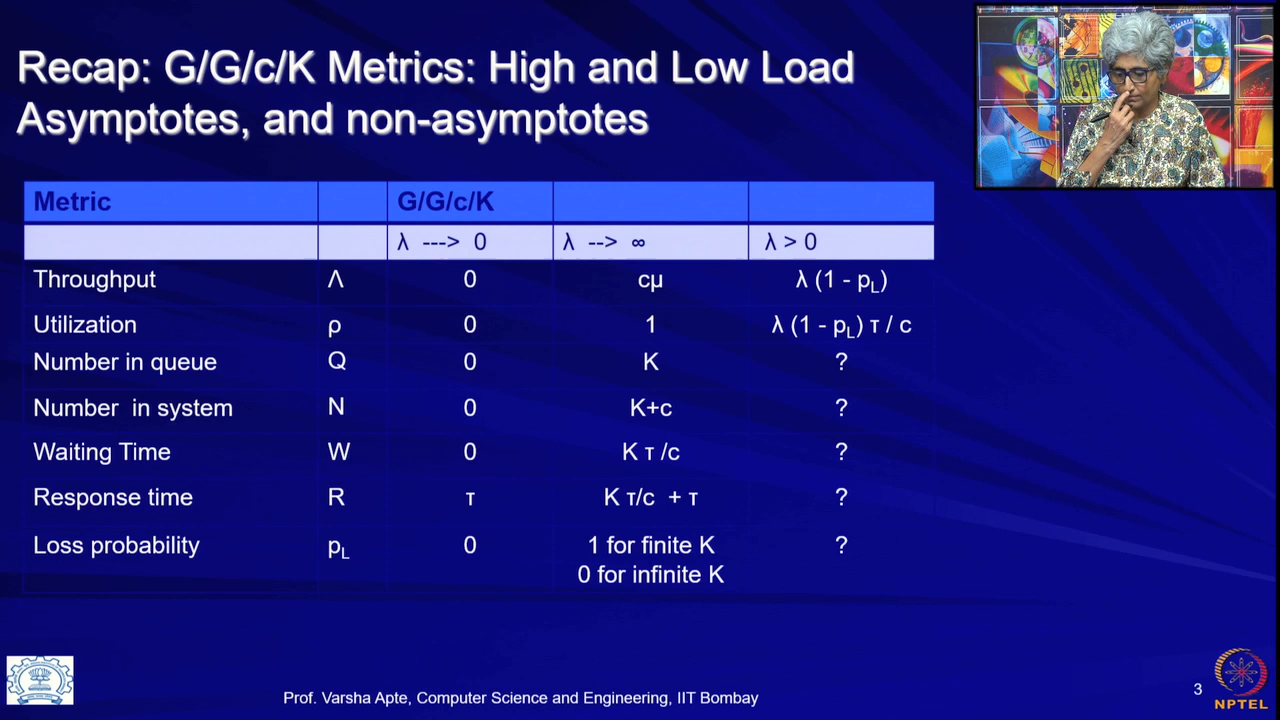 Recap: G/G/c/K Metrics: High and Low Load
Asymptotes, and non-asymptotes
Metric G/G/c/K
λ ---> 0 λ --> ∞ λ > 0
Throughput Λ 0 cμ λ (1 - pL)
Utilization ρ 0 1 λ (1 - pL) τ / c
Number in queue Q 0 K ?
Number in system N 0 K+c ?
Waiting Time W 0 K τ /c ?
Response time R τ K τ/c + τ ?
Loss probability pL 0 1 for finite K ?
0 for infinite K
Prof. Varsha Apte, Computer Science and Engineering, IIT Bombay
3
NPTEL